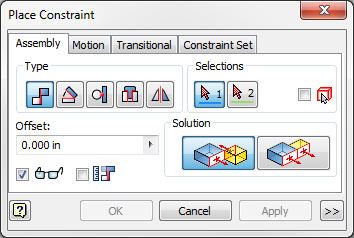 Place Constraint
Assembly Motion Transitional Constraint Set
Type
Selections
1 2
Offset:
0.000 in
Solution
? OK Cancel Apply >>